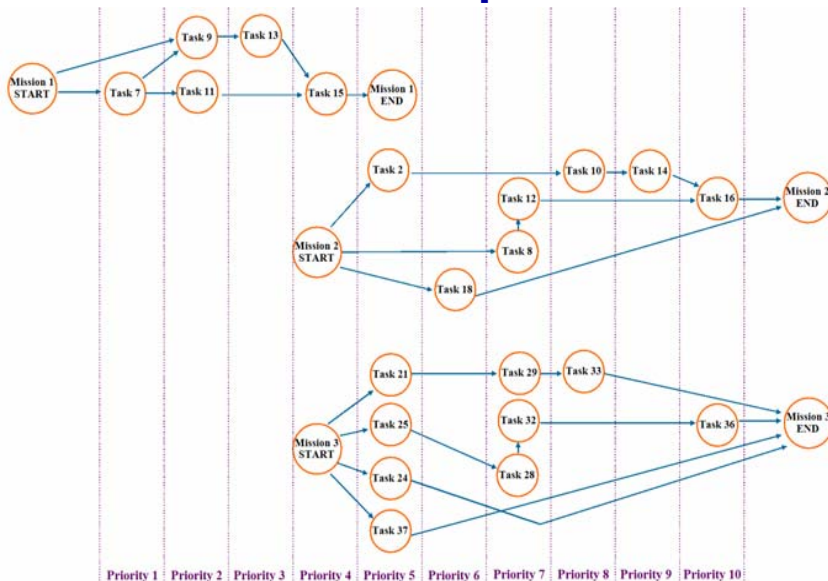 Task 9
Task 13
Mission 1
START
Task 7
Task 11
Task 15
Mission 1
END
Task 2
Task 10
Task 14
Task 12
Task 16
Mission 2
END
Mission 2
START
Task 8
Task 18
Task 21
Task 29
Task 33
Task 25
Task 32
Task 36
Mission 3
END
Mission 3
START
Task 28
Task 24
Task 37
Priority 1 Priority 2 Priority 3 Priority 4 Priority 5 Priority 6 Priority 7 Priority 8 Priority 9 Priority 10